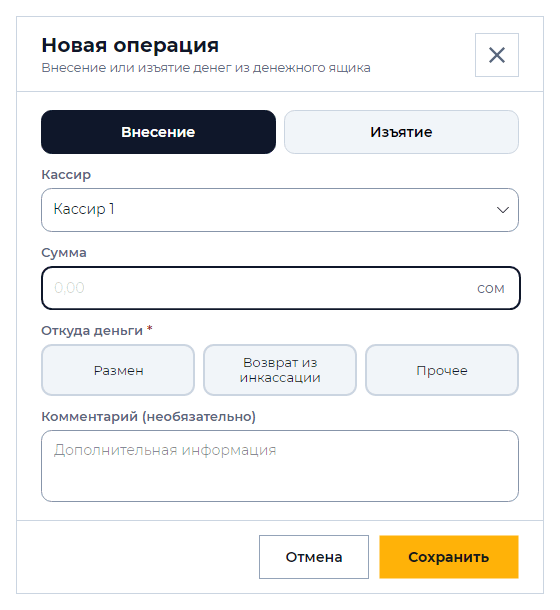 Новая операция
Внесение или изъятие денег из денежного ящика
Внесение
Изъятие
Кассир
Кассир 1
Сумма
0,00
сом
Откуда деньги *
Размен
Возврат из
инкассации
Прочее
Комментарий (необязательно)
Дополнительная информация
Отмена
Сохранить